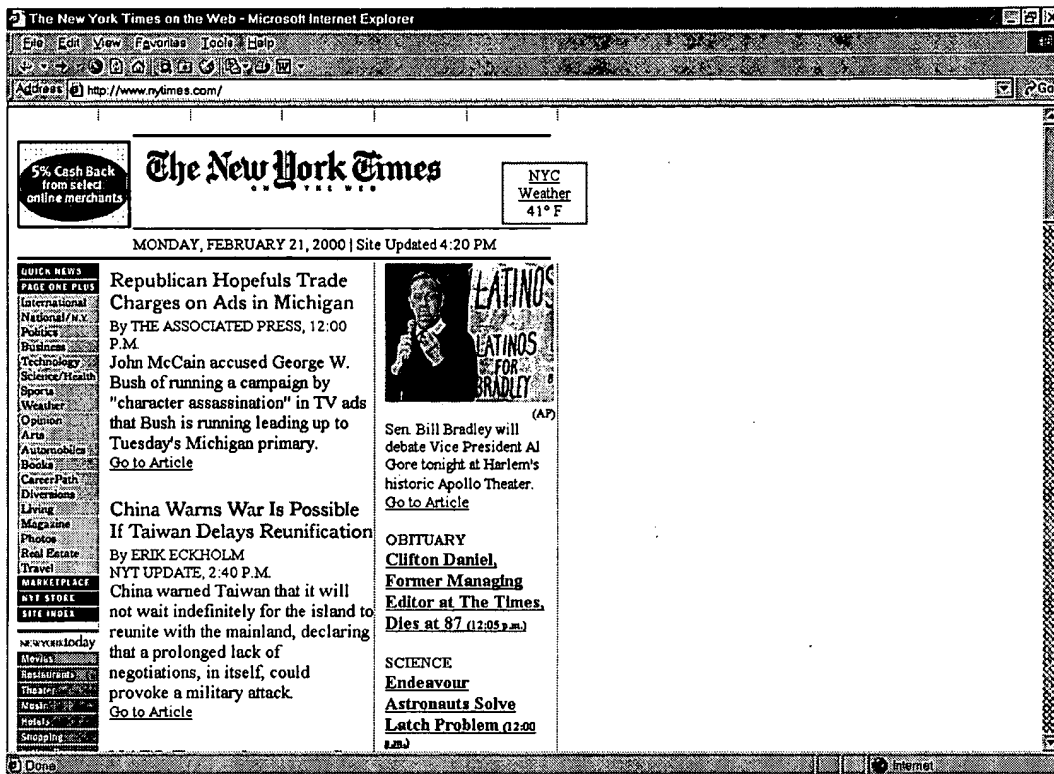 The New York Times on the Web - Microsoft Internet Explorer
File Edit View Favorites Tools Help
Address http://www.nytimes.com/ Go
5% Cash Back
from select
online merchants
The New York Times
ON THE WEB
NYC
Weather
41° F
MONDAY, FEBRUARY 21, 2000 | Site Updated 4:20 PM
QUICK NEWS
PAGE ONE PLUS
International
National/N.Y.
Politics
Business
Technology
Science/Health
Sports
Weather
Opinion
Arts
Automobiles
Books
CareerPath
Diversions
Living
Magazine
Photos
Real Estate
Travel
MARKETPLACE
NYT STORE
SITE INDEX
NEWYORKtoday
Movies
Restaurants
Theater
Music
Hotels
Shopping
Republican Hopefuls Trade
Charges on Ads in Michigan
By THE ASSOCIATED PRESS, 12:00
P.M.
John McCain accused George W.
Bush of running a campaign by
"character assassination" in TV ads
that Bush is running leading up to
Tuesday's Michigan primary.
Go to Article
China Warns War Is Possible
If Taiwan Delays Reunification
By ERIK ECKHOLM
NYT UPDATE, 2:40 P.M.
China warned Taiwan that it will
not wait indefinitely for the island to
reunite with the mainland, declaring
that a prolonged lack of
negotiations, in itself, could
provoke a military attack.
Go to Article
LATINOS
LATINOS
FOR
BRADLEY
(AP)
Sen. Bill Bradley will
debate Vice President Al
Gore tonight at Harlem's
historic Apollo Theater.
Go to Article
OBITUARY
Clifton Daniel,
Former Managing
Editor at The Times,
Dies at 87 (12:05 p.m.)
SCIENCE
Endeavour
Astronauts Solve
Latch Problem (12:00
p.m.)
Done
Internet